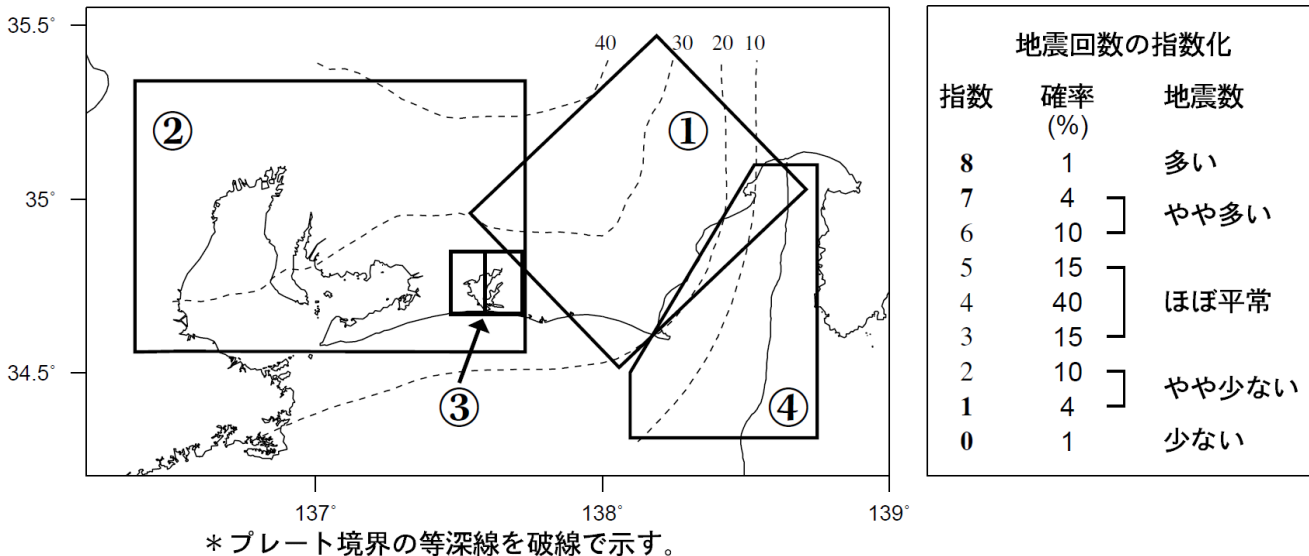 35.5°
35°
34.5°
137°
138°
139°
40
30
20
10
①
②
③
④
＊プレート境界の等深線を破線で示す。
地震回数の指数化
指数 確率 地震数
(%)
8 1 多い
7 4
やや多い
6 10
5 15
4 40 ほぼ平常
3 15
2 10
やや少ない
1 4
0 1 少ない